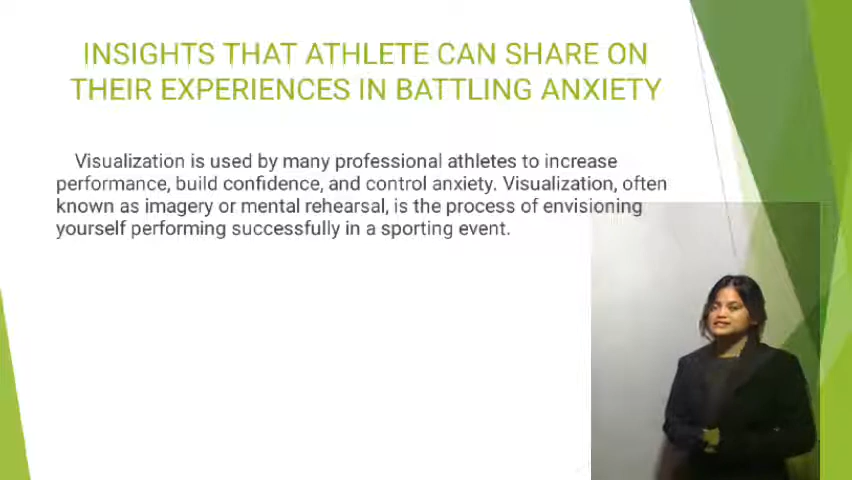 INSIGHTS THAT ATHLETE CAN SHARE ON
THEIR EXPERIENCES IN BATTLING ANXIETY
Visualization is used by many professional athletes to increase
performance, build confidence, and control anxiety. Visualization, often
known as imagery or mental rehearsal, is the process of envisioning
yourself performing successfully in a sporting event.